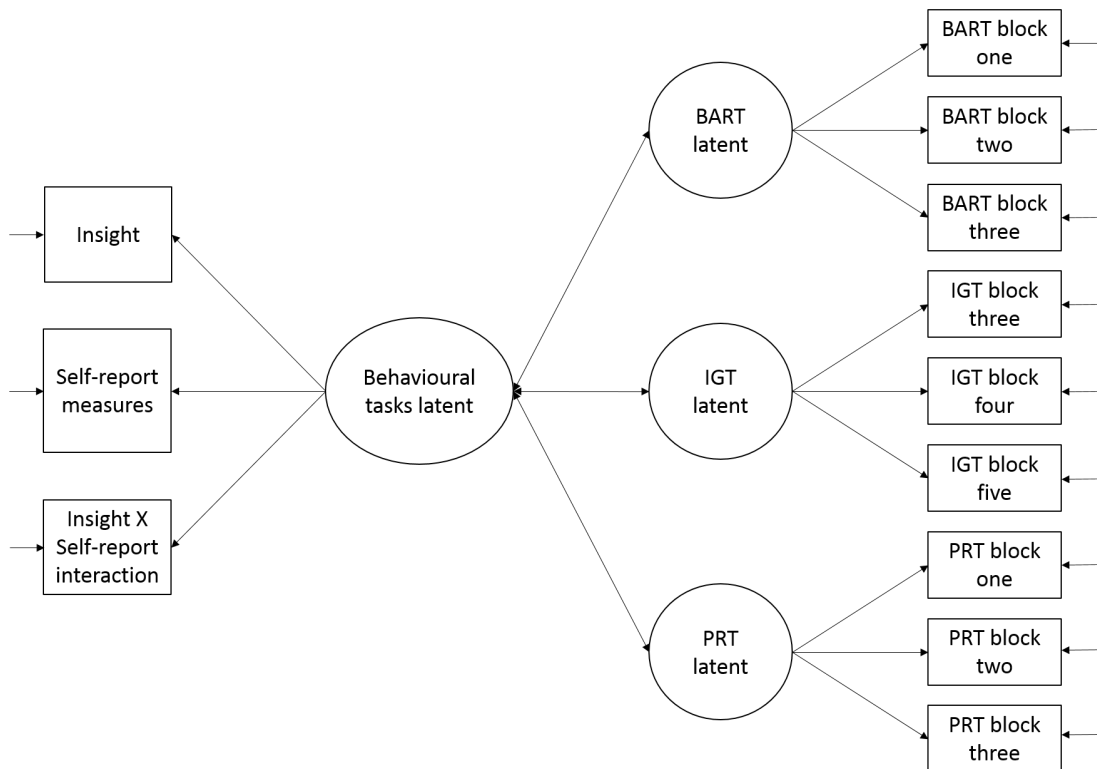 Insight
Self-report
measures
Insight X
Self-report
interaction
Behavioural
tasks latent
BART
latent
IGT
latent
PRT
latent
BART block
one
BART block
two
BART block
three
IGT block
three
IGT block
four
IGT block
five
PRT block
one
PRT block
two
PRT block
three